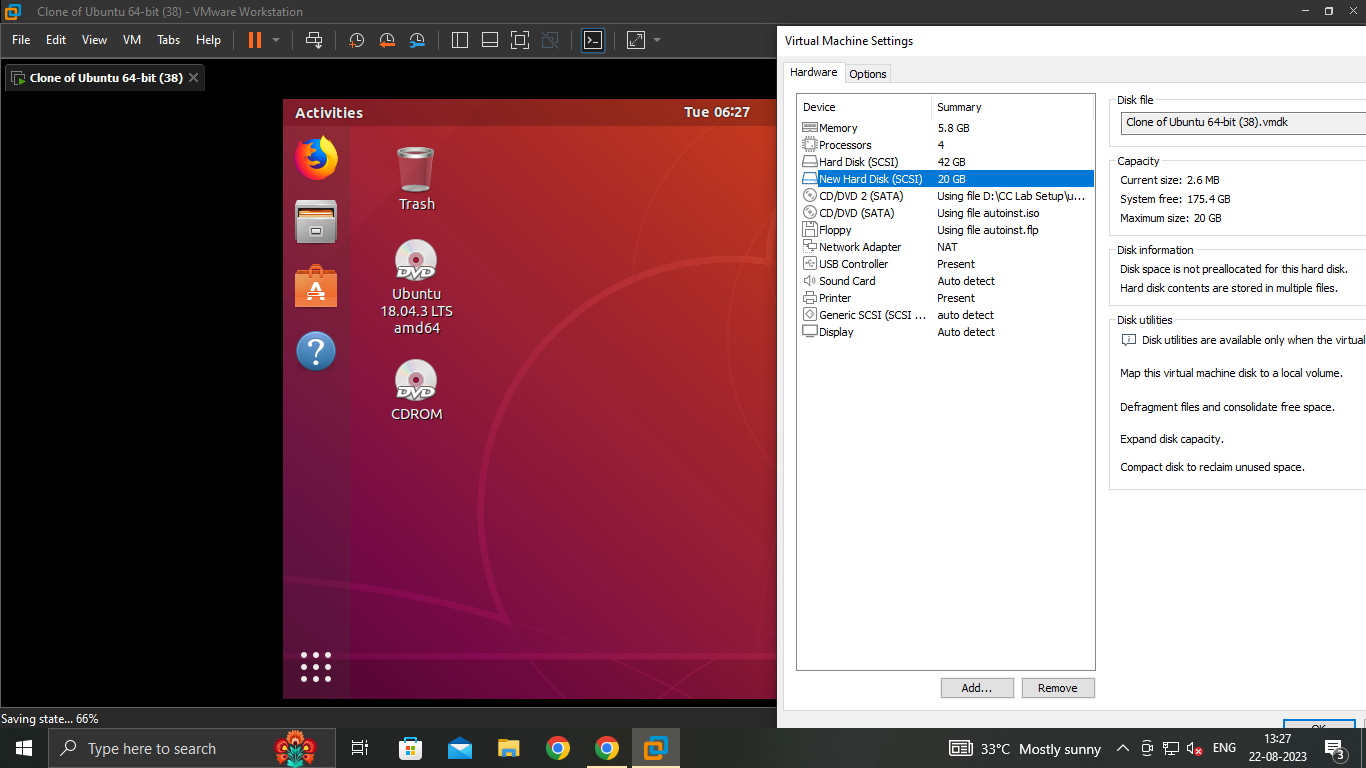 Clone of Ubuntu 64-bit (38) - VMware Workstation
File Edit View VM Tabs Help
Clone of Ubuntu 64-bit (38)
Activities
Tue 06:27
Trash
Ubuntu
18.04.3 LTS
amd64
CDROM
Virtual Machine Settings
Hardware Options
Device Summary
Memory 5.8 GB
Processors 4
Hard Disk (SCSI) 42 GB
New Hard Disk (SCSI) 20 GB
CD/DVD 2 (SATA) Using file D:\CC Lab Setup\u...
CD/DVD (SATA) Using file autoinst.iso
Floppy Using file autoinst.flp
Network Adapter NAT
USB Controller Present
Sound Card Auto detect
Printer Present
Generic SCSI (SCSI ... auto detect
Display Auto detect
Add... Remove
Disk file
Clone of Ubuntu 64-bit (38).vmdk
Capacity
Current size: 2.6 MB
System free: 175.4 GB
Maximum size: 20 GB
Disk information
Disk space is not preallocated for this hard disk.
Hard disk contents are stored in multiple files.
Disk utilities
Disk utilities are available only when the virtual
Map this virtual machine disk to a local volume.
Defragment files and consolidate free space.
Expand disk capacity.
Compact disk to reclaim unused space.
OK
Saving state... 66%
Type here to search
33°C Mostly sunny
ENG
13:27
22-08-2023
3